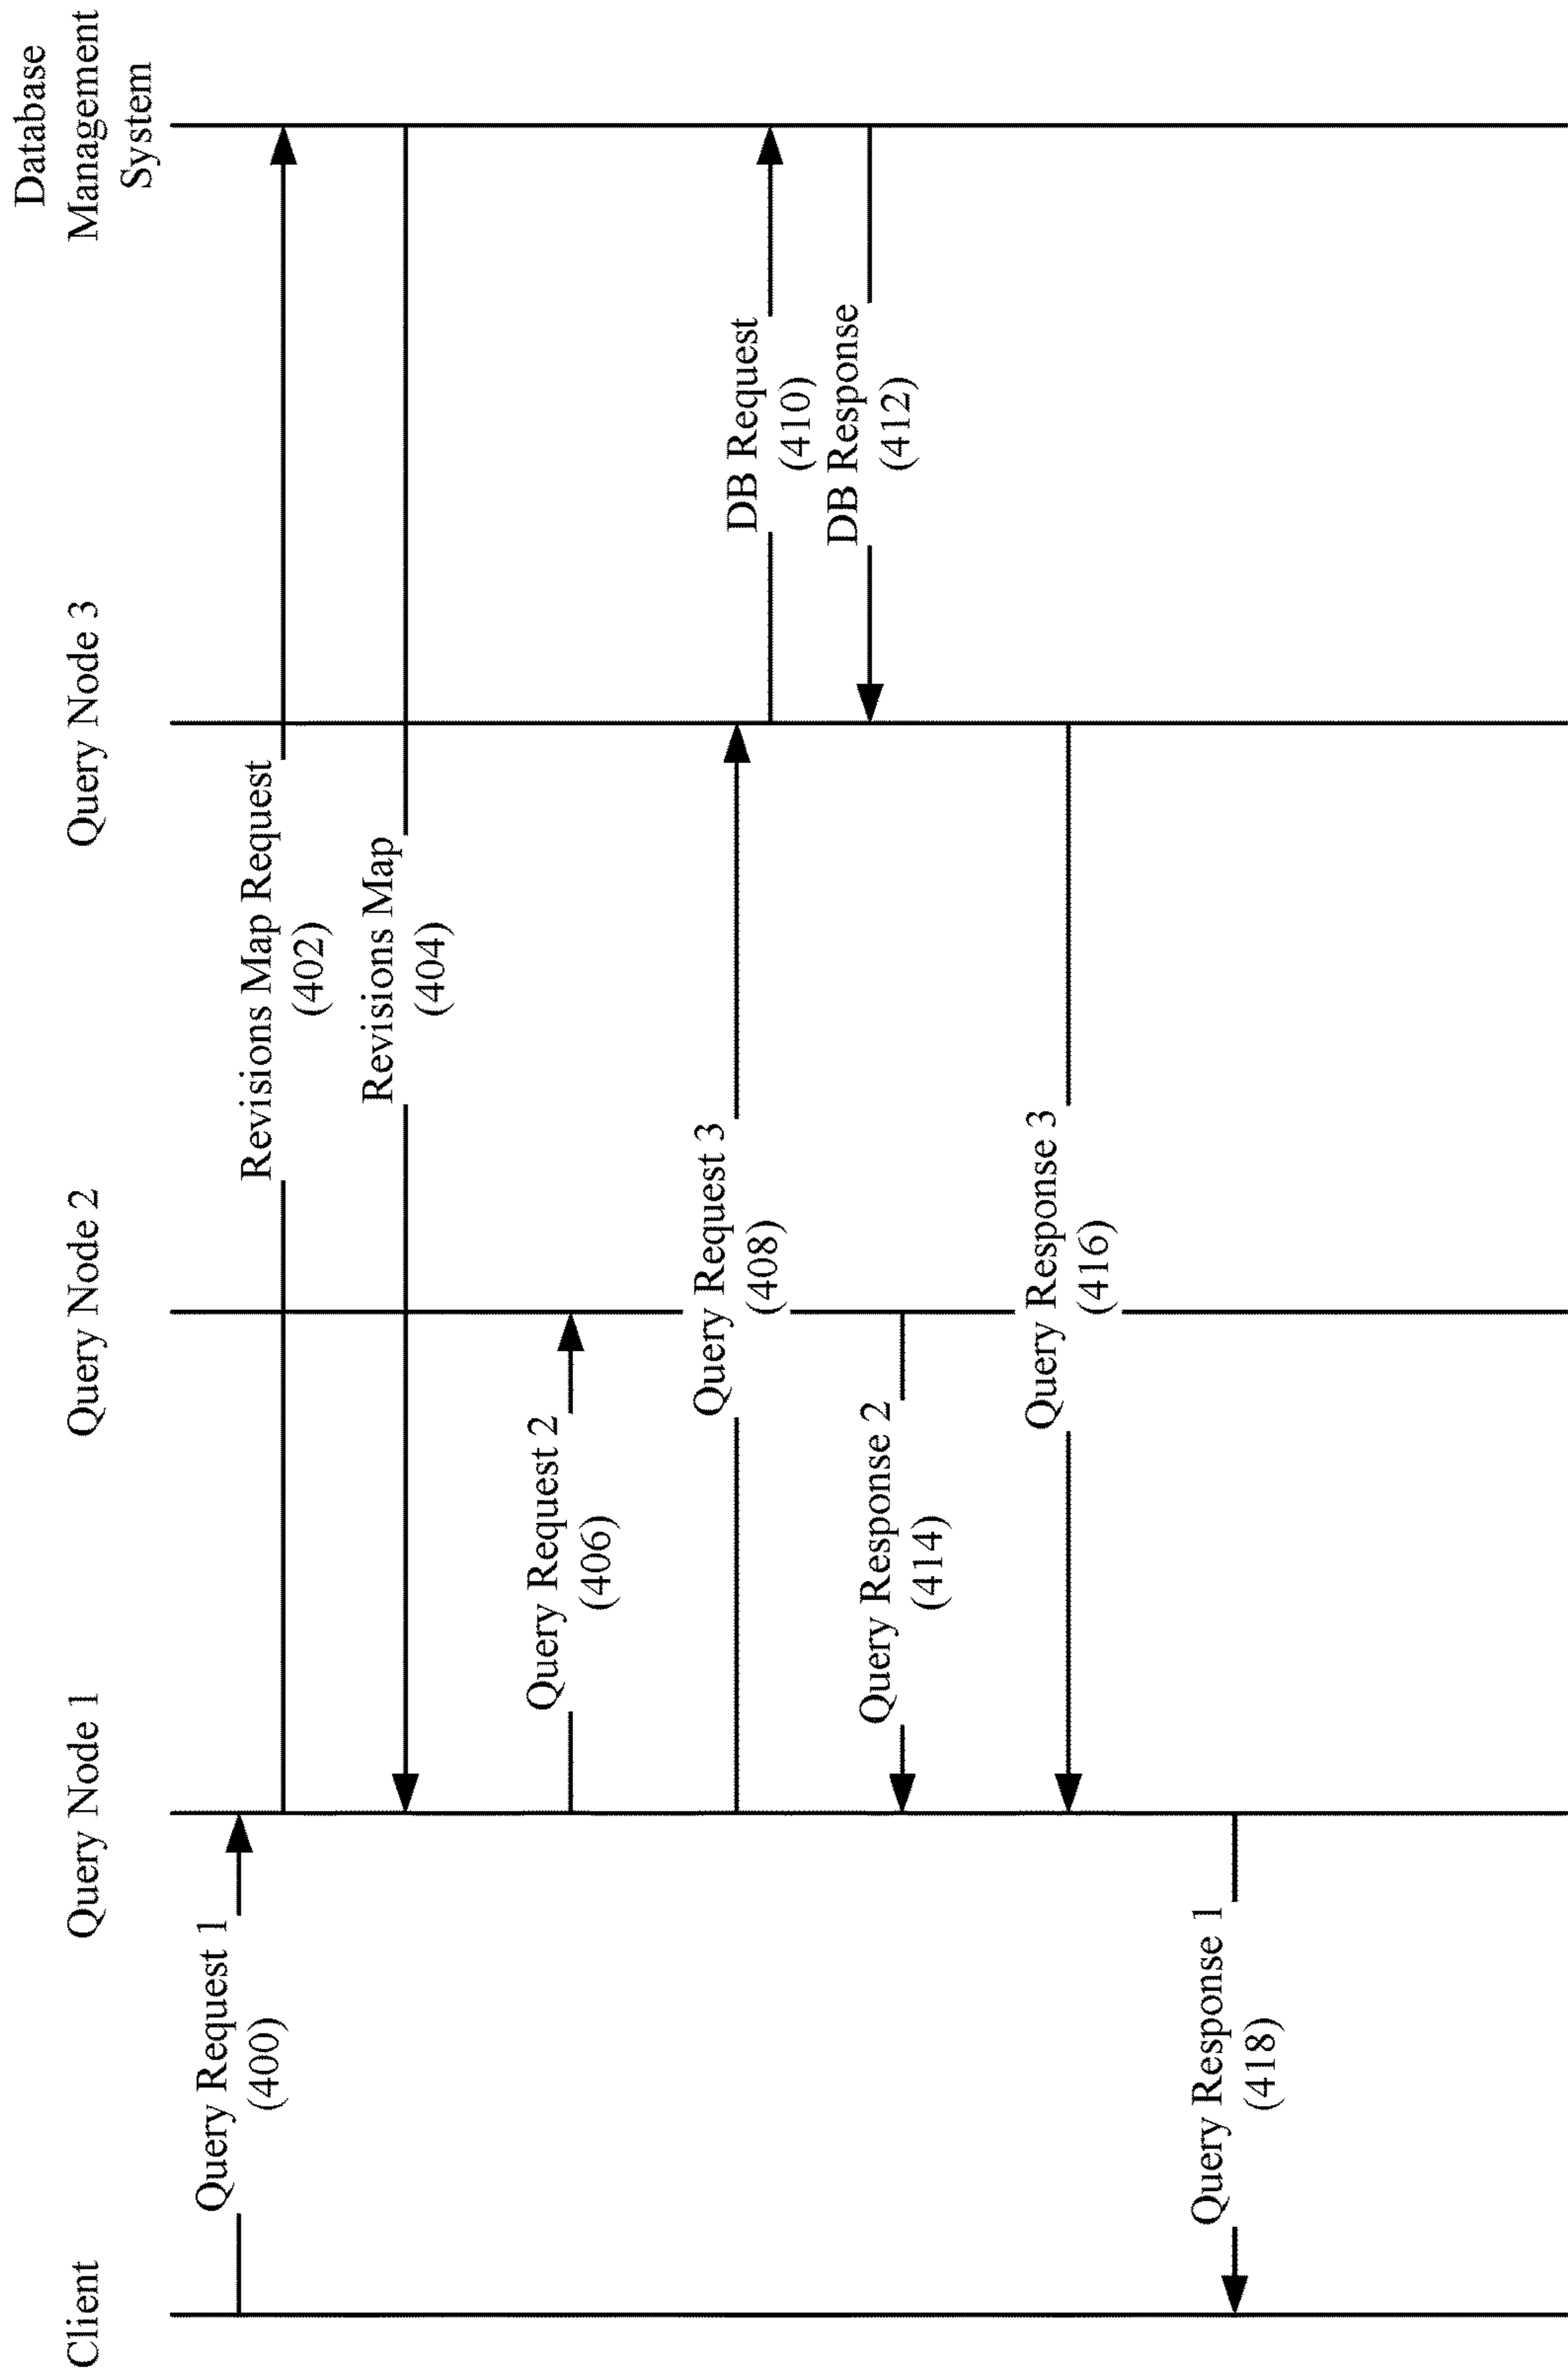 Client
Query Node 1
Query Node 2
Query Node 3
Database
Management
System
Query Request 1
(400)
Revisions Map Request
(402)
Revisions Map
(404)
Query Request 2
(406)
Query Request 3
(408)
DB Request
(410)
DB Response
(412)
Query Response 2
(414)
Query Response 3
(416)
Query Response 1
(418)